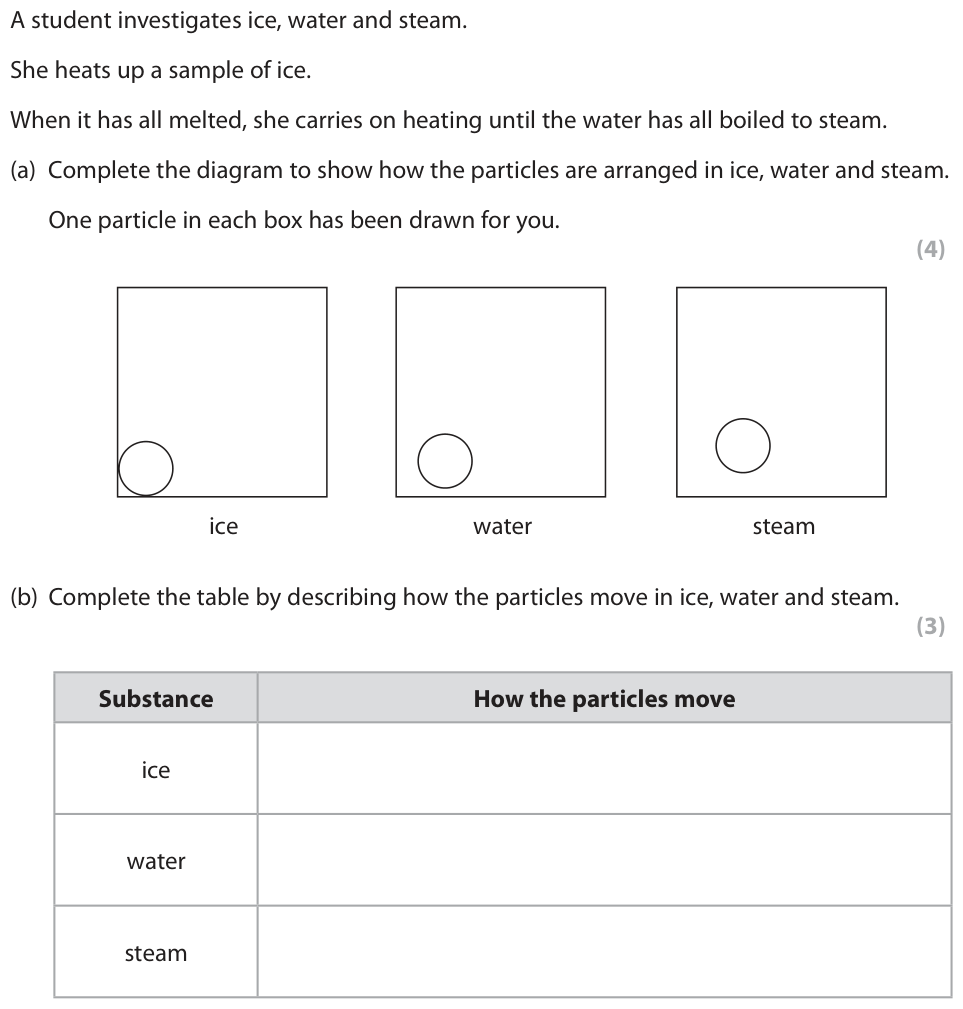 A student investigates ice, water and steam.
She heats up a sample of ice.
When it has all melted, she carries on heating until the water has all boiled to steam.
(a) Complete the diagram to show how the particles are arranged in ice, water and steam.
One particle in each box has been drawn for you.
(4)
ice water steam
(b) Complete the table by describing how the particles move in ice, water and steam.
(3)
Substance How the particles move
ice
water
steam